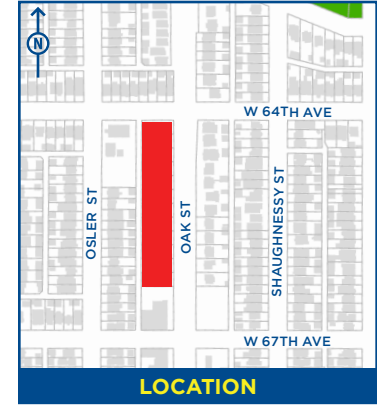 N
W 64TH AVE
OSLER ST
OAK ST
SHAUGHNESSY ST
W 67TH AVE
LOCATION